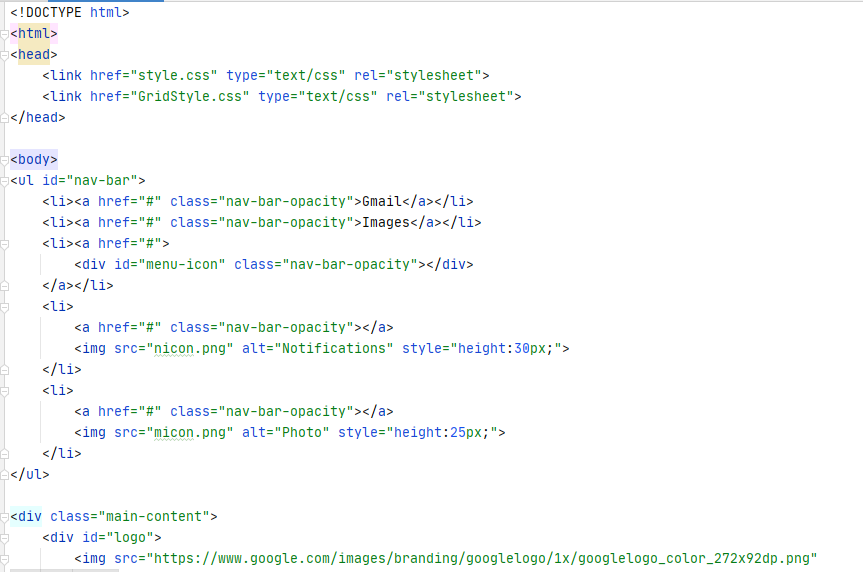 <!DOCTYPE html>
<html>
<head>
    <link href="style.css" type="text/css" rel="stylesheet">
    <link href="GridStyle.css" type="text/css" rel="stylesheet">
</head>

<body>
<ul id="nav-bar">
    <li><a href="#" class="nav-bar-opacity">Gmail</a></li>
    <li><a href="#" class="nav-bar-opacity">Images</a></li>
    <li><a href="#">
        <div id="menu-icon" class="nav-bar-opacity"></div>
    </a></li>
    <li>
        <a href="#" class="nav-bar-opacity"></a>
        <img src="nicon.png" alt="Notifications" style="height:30px;">
    </li>
    <li>
        <a href="#" class="nav-bar-opacity"></a>
        <img src="micon.png" alt="Photo" style="height:25px;">
    </li>
</ul>

<div class="main-content">
    <div id="logo">
        <img src="https://www.google.com/images/branding/googlelogo/1x/googlelogo_color_272x92dp.png"